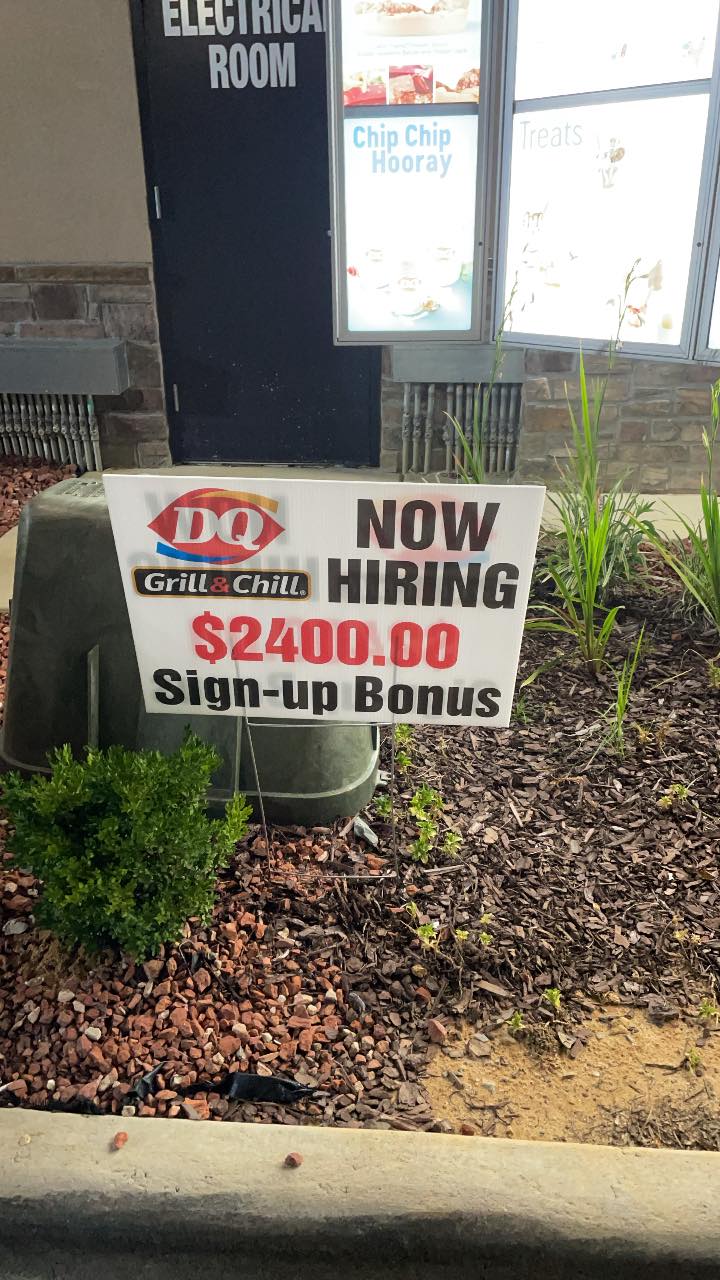 ELECTRICAL
ROOM
Chip Chip
Hooray
Treats
DQ
Grill & Chill®
NOW
HIRING
$2400.00
Sign-up Bonus